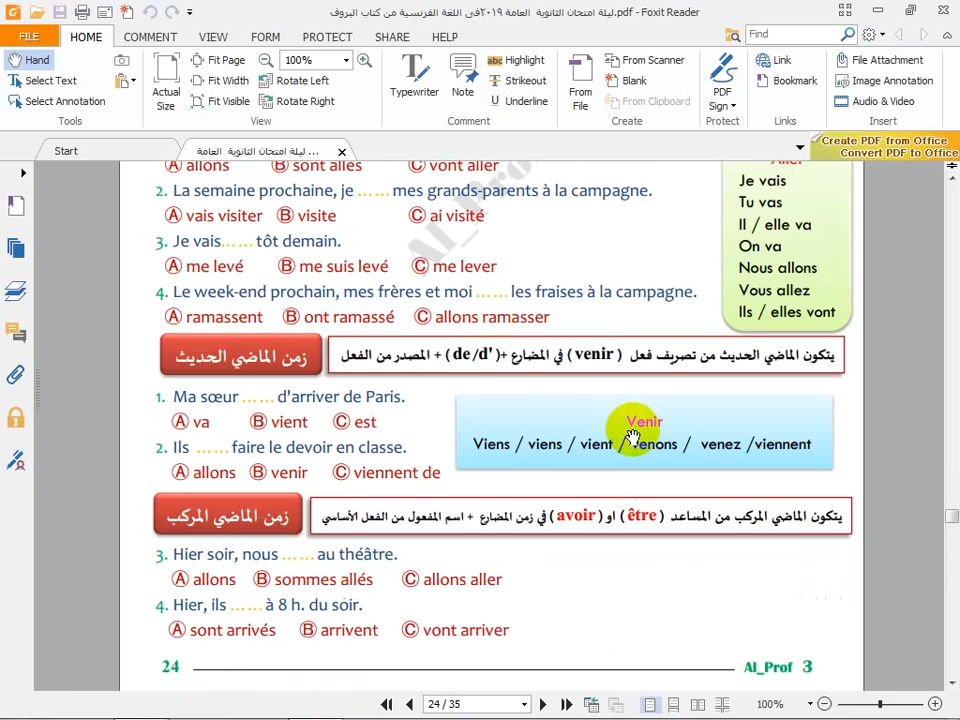 ليلة امتحان الثانوية العامة ٢٠١٩فى اللغة الفرنسية من كتاب البروف.pdf - Foxit Reader
FILE HOME COMMENT VIEW FORM PROTECT SHARE HELP Find
Hand
Select Text
Select Annotation
Tools
Actual Size
Fit Page
Fit Width
Fit Visible
100%
Rotate Left
Rotate Right
View
Typewriter
Note
Highlight
Strikeout
Underline
Comment
From File
From Scanner
Blank
From Clipboard
Create
PDF Sign
Protect
Link
Bookmark
Links
File Attachment
Image Annotation
Audio & Video
Insert
Start
ليلة امتحان الثانوية العامة ...
Create PDF from Office
Convert PDF to Office
A allons B sont allés C vont aller
2. La semaine prochaine, je ...... mes grands-parents à la campagne.
A vais visiter B visite C ai visité
3. Je vais...... tôt demain.
A me levé B me suis levé C me lever
4. Le week-end prochain, mes frères et moi ...... les fraises à la campagne.
A ramassent B ont ramassé C allons ramasser
Aller
Je vais
Tu vas
Il / elle va
On va
Nous allons
Vous allez
Ils / elles vont
زمن الماضي الحديث
يتكون الماضي الحديث من تصريف فعل ( venir ) في المضارع +( de /d' ) + المصدر من الفعل
1. Ma sœur ...... d'arriver de Paris.
A va B vient C est
2. Ils ...... faire le devoir en classe.
A allons B venir C viennent de
Venir
Viens / viens / vient / venons / venez /viennent
زمن الماضي المركب
يتكون الماضي المركب من المساعد ( être ) او ( avoir ) في زمن المضارع + اسم المفعول من الفعل الأساسي
3. Hier soir, nous ...... au théâtre.
A allons B sommes allés C allons aller
4. Hier, ils ...... à 8 h. du soir.
A sont arrivés B arrivent C vont arriver
24 Al_Prof 3
Al_Prof
24 / 35
100%